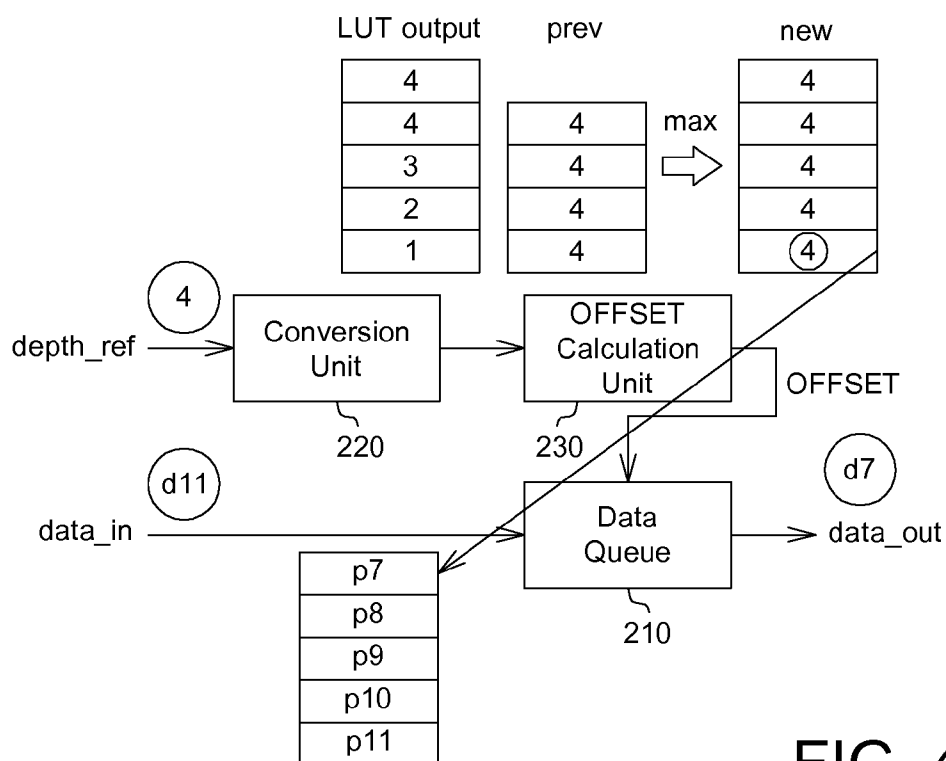 LUT output prev new
4 4
4 4 max 4
3 4 4
2 4 4
1 4 4
4
depth_ref
Conversion
Unit
OFFSET
Calculation
Unit
OFFSET
220 230
d11 d7
data_in
Data
Queue
data_out
p7
p8
p9
p10
p11
210
FIG.